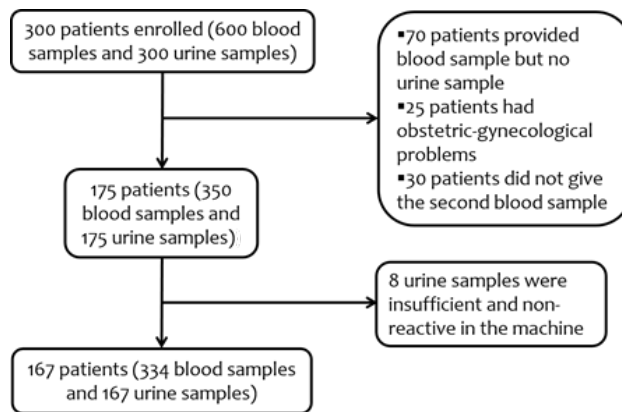 300 patients enrolled (600 blood
samples and 300 urine samples)
▪70 patients provided
blood sample but no
urine sample
▪25 patients had
obstetric-gynecological
problems
▪30 patients did not give
the second blood sample
175 patients (350
blood samples and
175 urine samples)
8 urine samples were
insufficient and non-
reactive in the machine
167 patients (334 blood samples
and 167 urine samples)